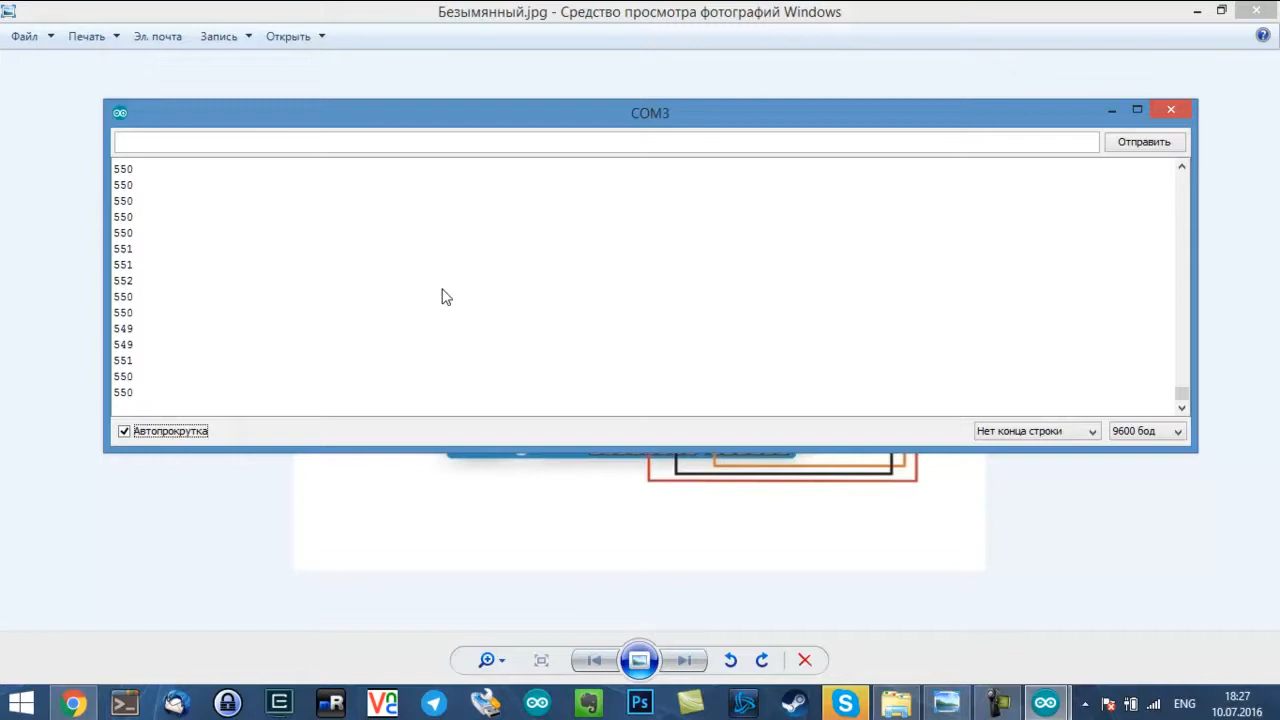 Безымянный.jpg - Средство просмотра фотографий Windows
Файл Печать Эл. почта Запись Открыть
COM3
Отправить
550
550
550
550
550
551
551
552
550
550
549
549
551
550
550
Автопрокрутка
Нет конца строки 9600 бод
ENG
18:27
10.07.2016